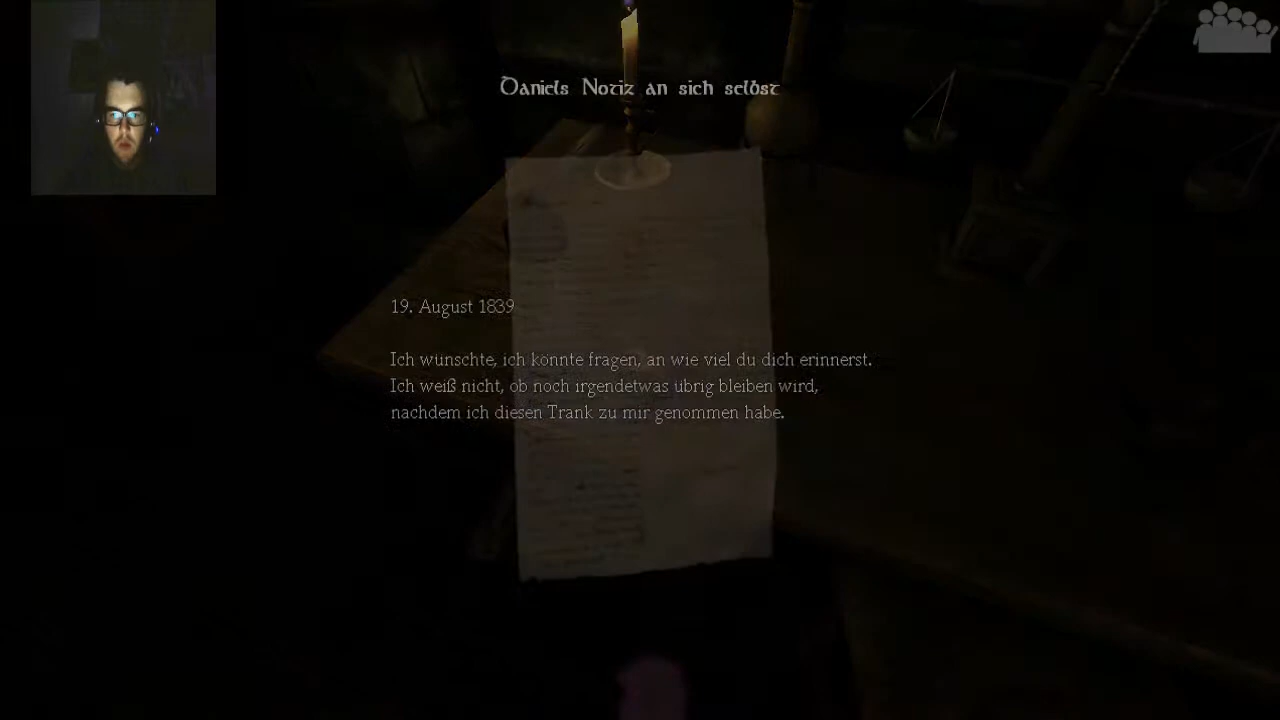 Daniels Notiz an sich selbst
19. August 1839
Ich wünschte, ich könnte fragen, an wie viel du dich erinnerst.
Ich weiß nicht, ob noch irgendetwas übrig bleiben wird,
nachdem ich diesen Trank zu mir genommen habe.